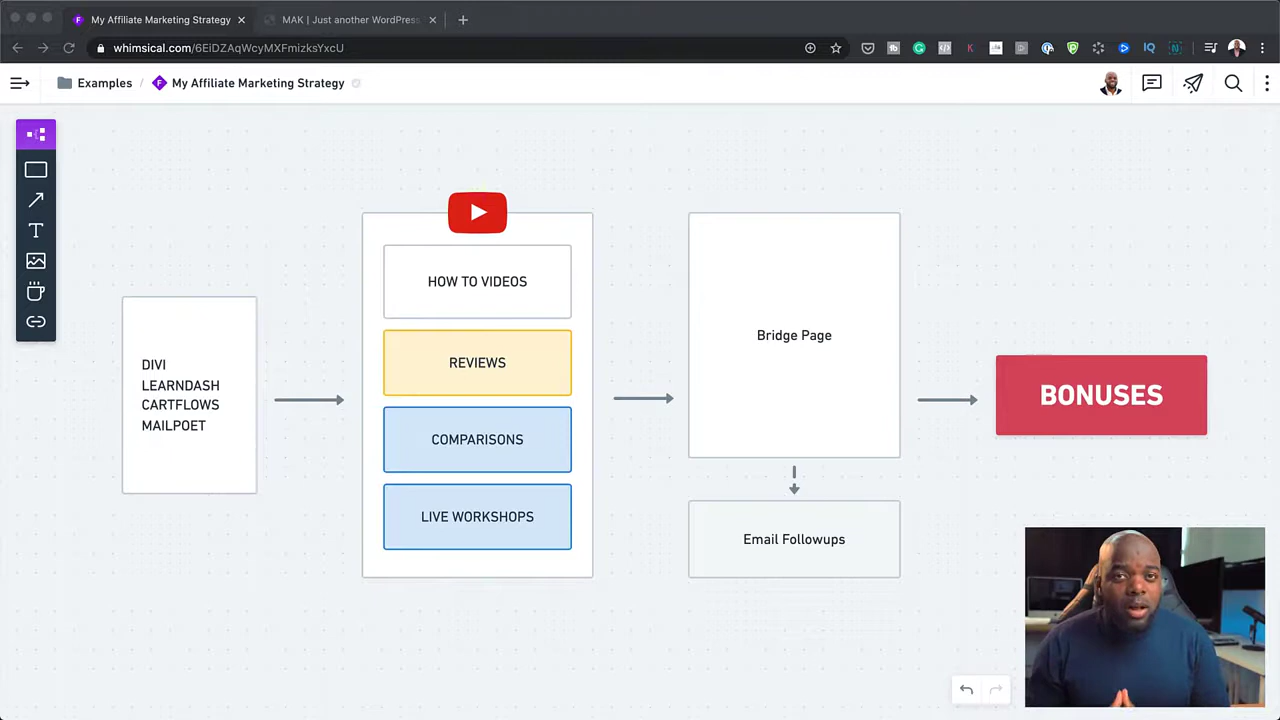 My Affiliate Marketing Strategy
MAK | Just another WordPress
whimsical.com/6EiDZAqWcyMXFmizksYxcU
IQ
Examples / My Affiliate Marketing Strategy
HOW TO VIDEOS
REVIEWS
COMPARISONS
LIVE WORKSHOPS
DIVI
LEARNDASH
CARTFLOWS
MAILPOET
Bridge Page
Email Followups
BONUSES